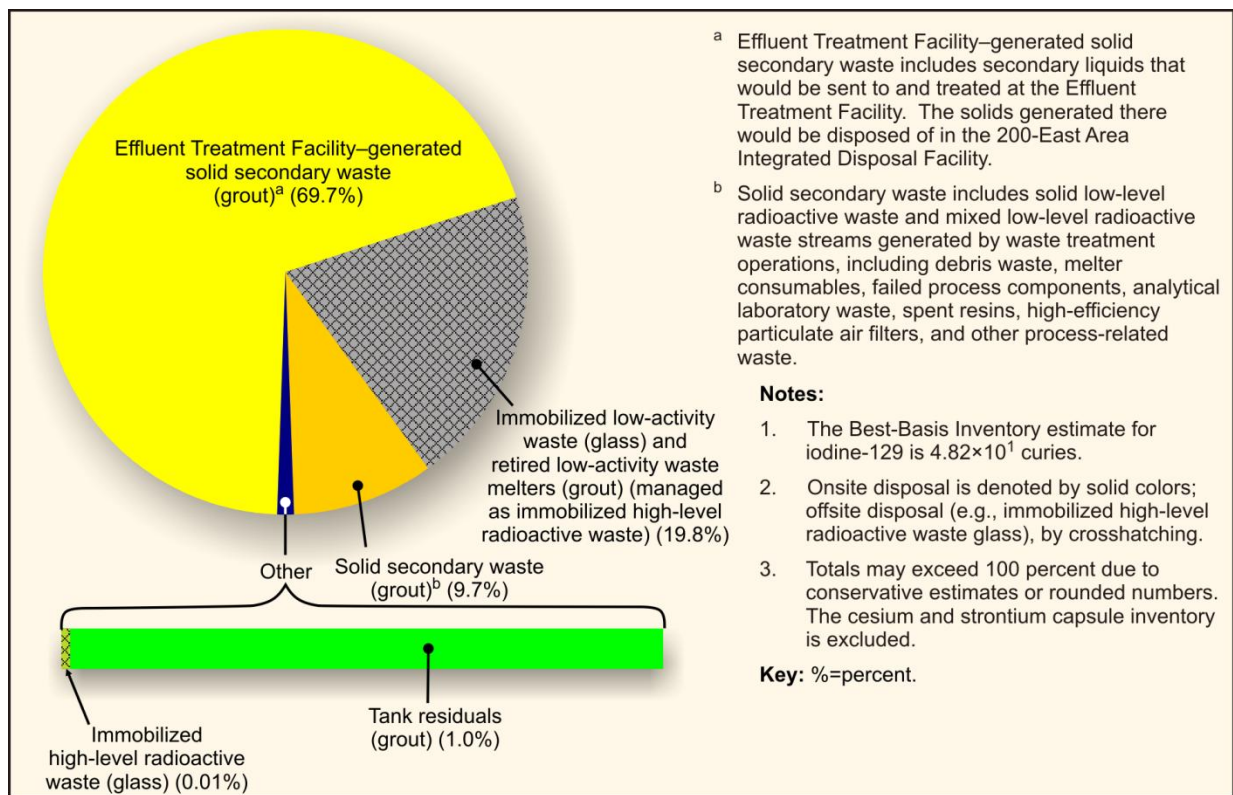 Effluent Treatment Facility–generated
solid secondary waste
(grout)ᵃ (69.7%)
Immobilized low-activity
waste (glass) and
retired low-activity waste
melters (grout) (managed
as immobilized high-level
radioactive waste) (19.8%)
Other
Solid secondary waste
(grout)ᵇ (9.7%)
Tank residuals
(grout) (1.0%)
Immobilized
high-level radioactive
waste (glass) (0.01%)
ᵃ Effluent Treatment Facility–generated solid
secondary waste includes secondary liquids that
would be sent to and treated at the Effluent
Treatment Facility. The solids generated there
would be disposed of in the 200-East Area
Integrated Disposal Facility.
ᵇ Solid secondary waste includes solid low-level
radioactive waste and mixed low-level radioactive
waste streams generated by waste treatment
operations, including debris waste, melter
consumables, failed process components, analytical
laboratory waste, spent resins, high-efficiency
particulate air filters, and other process-related
waste.
Notes:
1. The Best-Basis Inventory estimate for
iodine-129 is 4.82×10¹ curies.
2. Onsite disposal is denoted by solid colors;
offsite disposal (e.g., immobilized high-level
radioactive waste glass), by crosshatching.
3. Totals may exceed 100 percent due to
conservative estimates or rounded numbers.
The cesium and strontium capsule inventory
is excluded.
Key: %=percent.